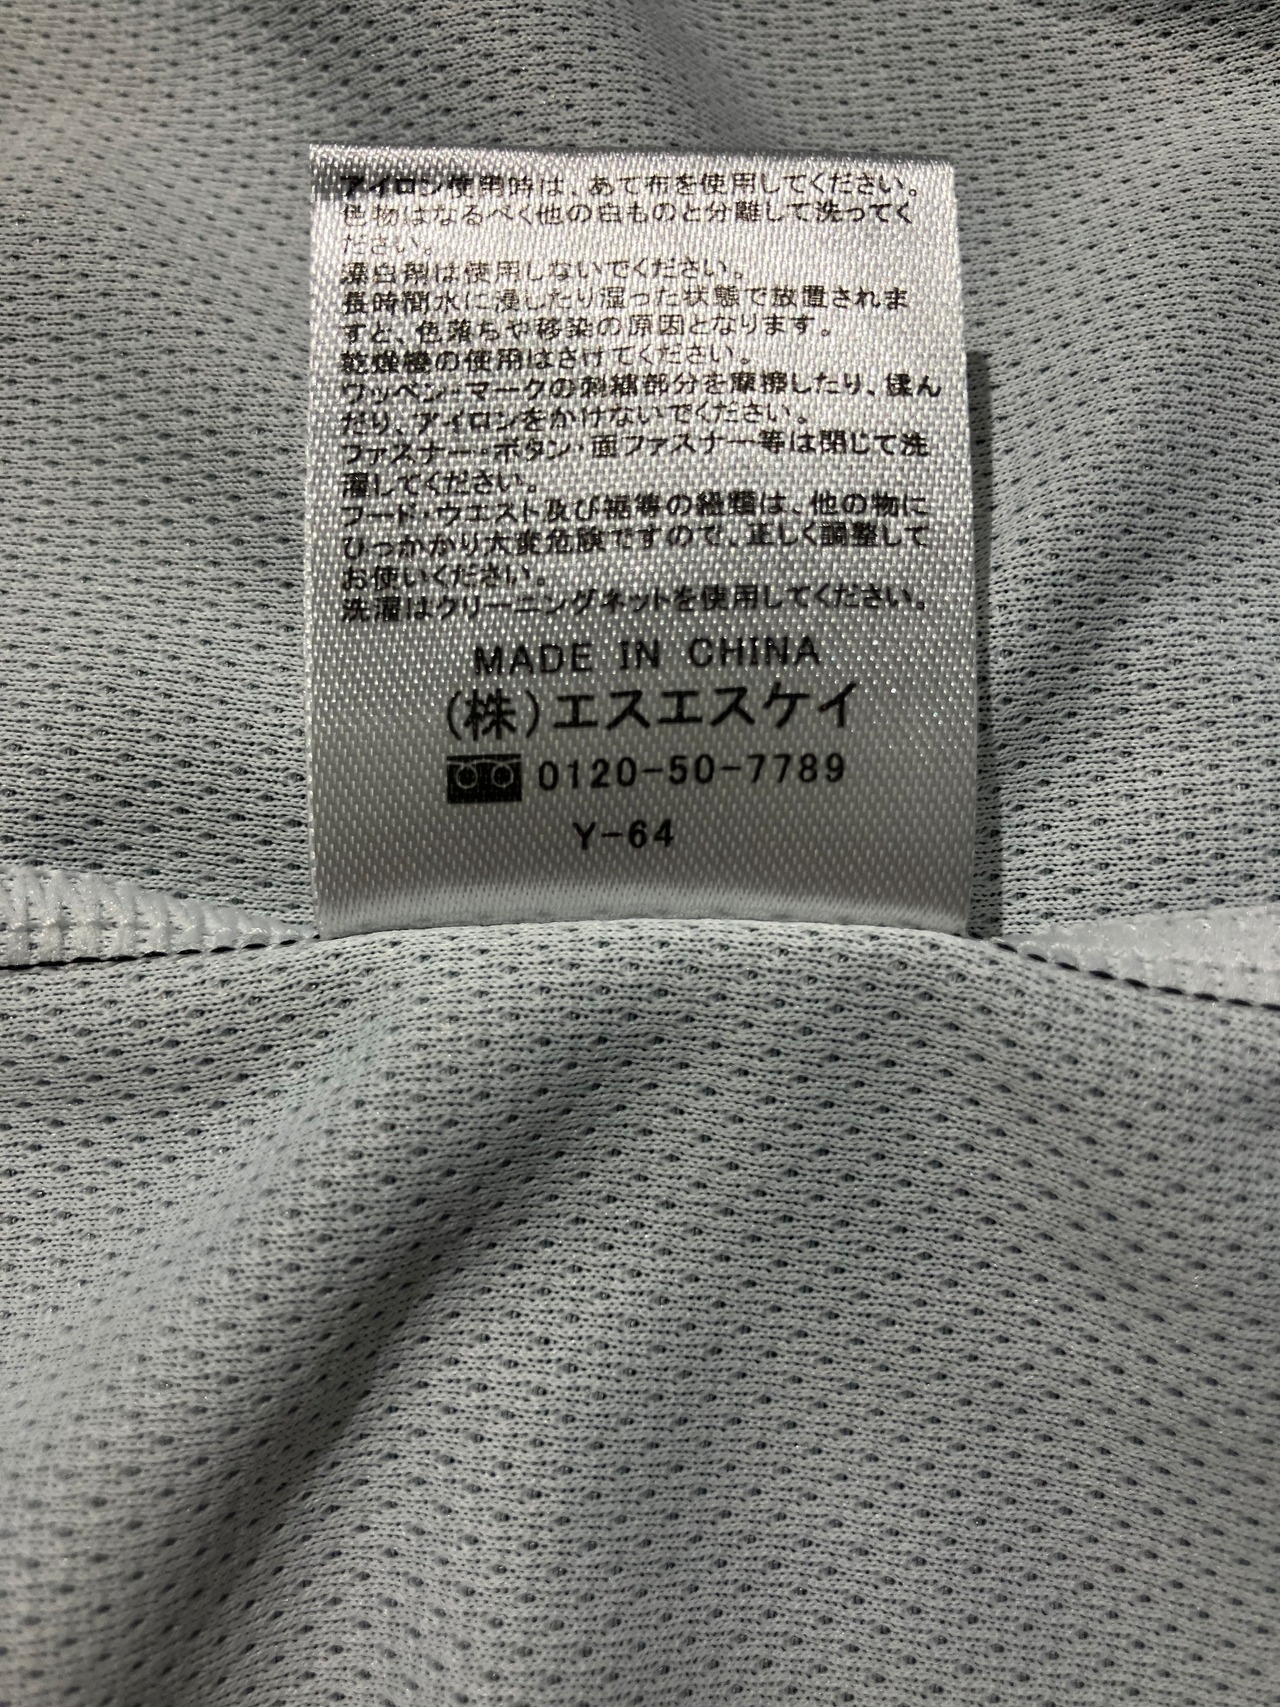 アイロン使用時は、あて布を使用してください。
色物はなるべく他の白ものと分離して洗ってく
ださい。
漂白剤は使用しないでください。
長時間水に浸したり湿った状態で放置されま
すと、色落ちや移染の原因となります。
乾燥機の使用はさけてください。
ワッペン・マークの刺繍部分を摩擦したり、揉ん
だり、アイロンをかけないでください。
ファスナー・ボタン・面ファスナー等は閉じて洗
濯してください。
フード・ウエスト及び裾等の紐類は、他の物に
ひっかかり大変危険ですので、正しく調整して
お使いください。
洗濯はクリーニングネットを使用してください。
MADE IN CHINA
(株)エスエスケイ
0120-50-7789
Y-64